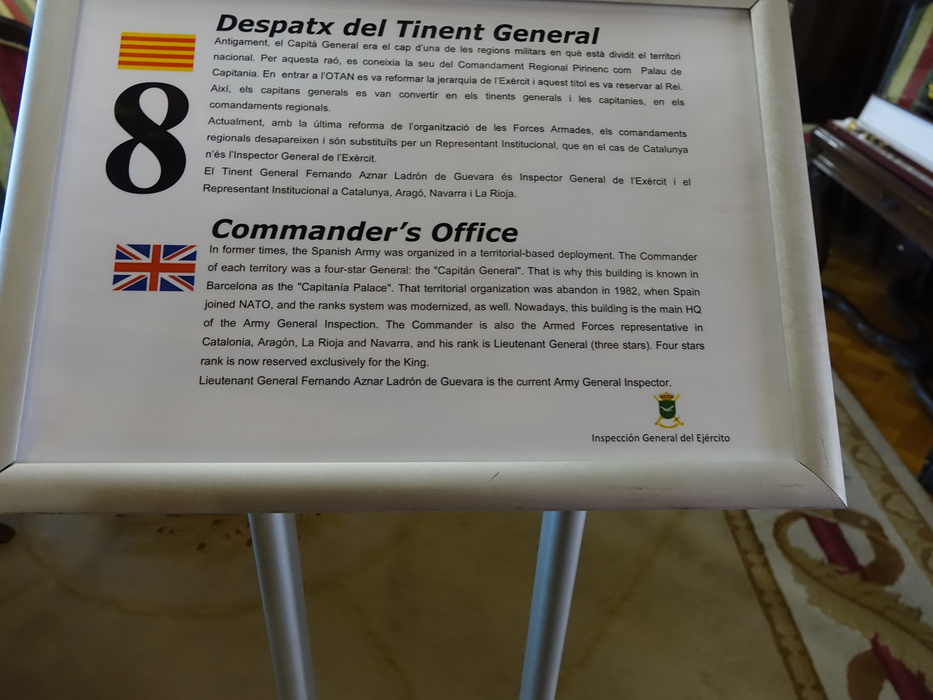 Despatx del Tinent General
Antigament, el Capità General era el cap d'una de les regions militars en què està dividit el territori
nacional. Per aquesta raó, es coneixia la seu del Comandament Regional Pirinenc com Palau de
Capitania. En entrar a l'OTAN es va reformar la jerarquia de l'Exèrcit i aquest títol es va reservar al Rei.
Així, els capitans generals es van convertir en els tinents generals i les capitanies, en els
comandaments regionals.
Actualment, amb la última reforma de l'organització de les Forces Armades, els comandaments
regionals desapareixen i són substituïts per un Representant Institucional, que en el cas de Catalunya
n'és l'Inspector General de l'Exèrcit.
El Tinent General Fernando Aznar Ladrón de Guevara és Inspector General de l'Exèrcit i el
Representant Institucional a Catalunya, Aragó, Navarra i La Rioja.
8
Commander's Office
In former times, the Spanish Army was organized in a territorial-based deployment. The Commander
of each territory was a four-star General: the "Capitán General". That is why this building is known in
Barcelona as the "Capitanía Palace". That territorial organization was abandon in 1982, when Spain
joined NATO, and the ranks system was modernized, as well. Nowadays, this building is the main HQ
of the Army General Inspection. The Commander is also the Armed Forces representative in
Catalonia, Aragón, La Rioja and Navarra, and his rank is Lieutenant General (three stars). Four stars
rank is now reserved exclusively for the King.
Lieutenant General Fernando Aznar Ladrón de Guevara is the current Army General Inspector.
Inspección General del Ejército